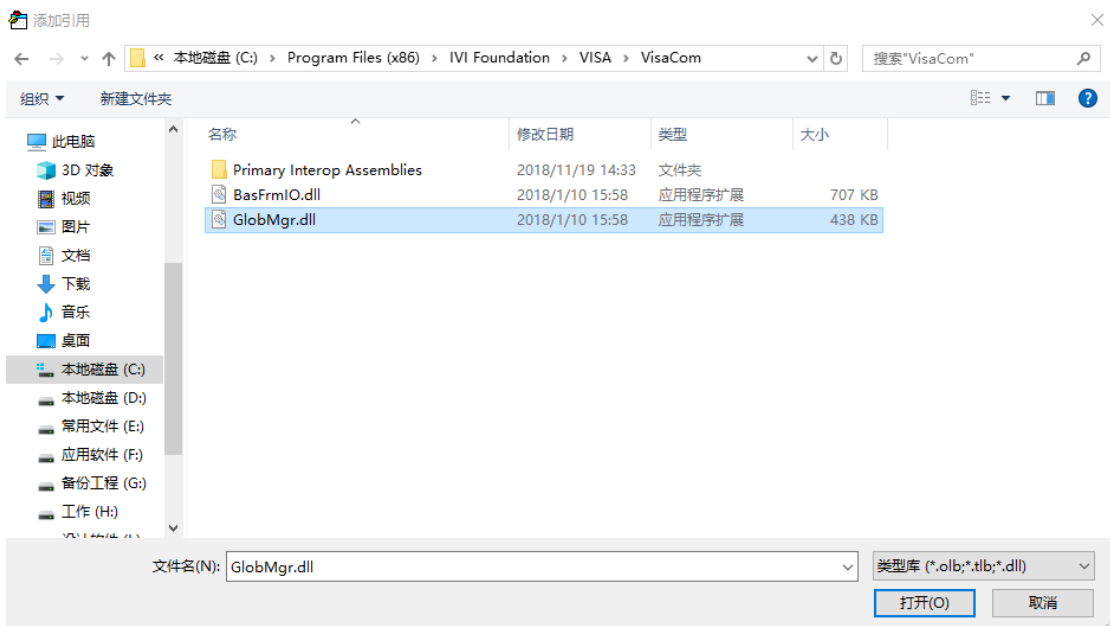 添加引用
« 本地磁盘 (C:) › Program Files (x86) › IVI Foundation › VISA › VisaCom
搜索"VisaCom"
组织 新建文件夹
名称 修改日期 类型 大小
此电脑
3D 对象
视频
图片
文档
下载
音乐
桌面
本地磁盘 (C:)
本地磁盘 (D:)
常用文件 (E:)
应用软件 (F:)
备份工程 (G:)
工作 (H:)
Primary Interop Assemblies 2018/11/19 14:33 文件夹
BasFrmIO.dll 2018/1/10 15:58 应用程序扩展 707 KB
GlobMgr.dll 2018/1/10 15:58 应用程序扩展 438 KB
文件名(N): GlobMgr.dll 类型库 (*.olb;*.tlb;*.dll)
打开(O) 取消